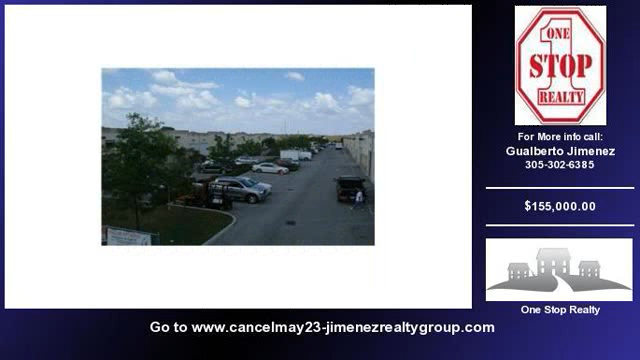 ONE
1
STOP
REALTY
For More info call:
Gualberto Jimenez
305-302-6385
$155,000.00
One Stop Realty
Go to www.cancelmay23-jimenezrealtygroup.com